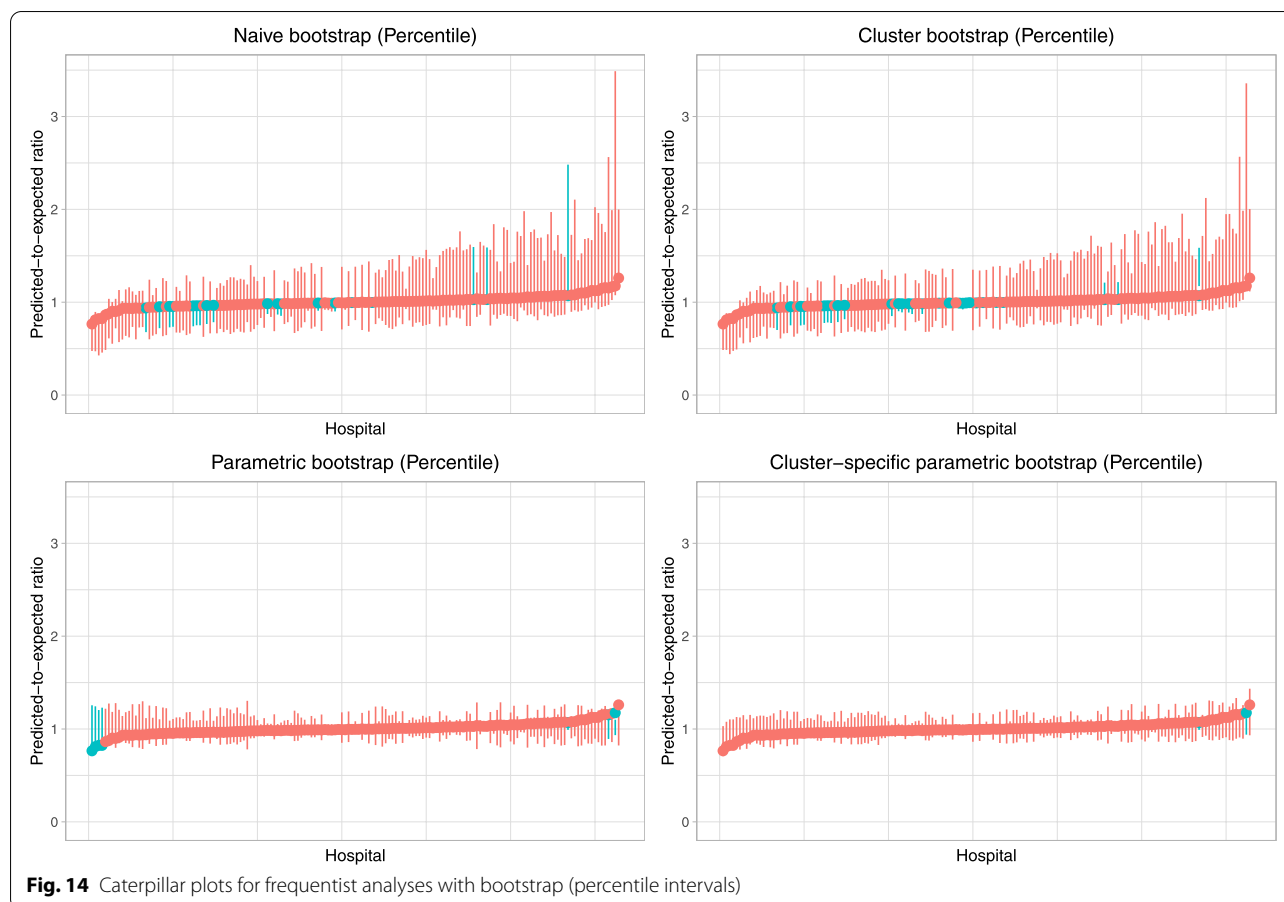 Naive bootstrap (Percentile)
Predicted−to−expected ratio
3
2
1
0
Hospital
Cluster bootstrap (Percentile)
Predicted−to−expected ratio
3
2
1
0
Hospital
Parametric bootstrap (Percentile)
Predicted−to−expected ratio
3
2
1
0
Hospital
Cluster−specific parametric bootstrap (Percentile)
Predicted−to−expected ratio
3
2
1
0
Hospital
Fig. 14 Caterpillar plots for frequentist analyses with bootstrap (percentile intervals)